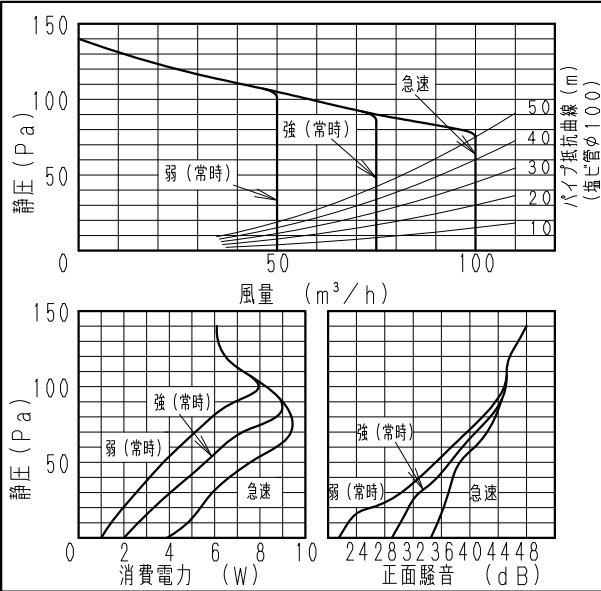 150
100
50
0
静圧(Pa)
急速
強(常時)
弱(常時)
50
40
30
20
10
パイプ抵抗曲線(m)
(塩ビ管φ100)
50
100
風量 (m³/h)
150
100
50
静圧(Pa)
強(常時)
弱(常時)
急速
0 2 4 6 8 10
消費電力 (W)
強(常時)
弱(常時)
急速
24 28 32 36 40 44 48
正面騒音 (dB)